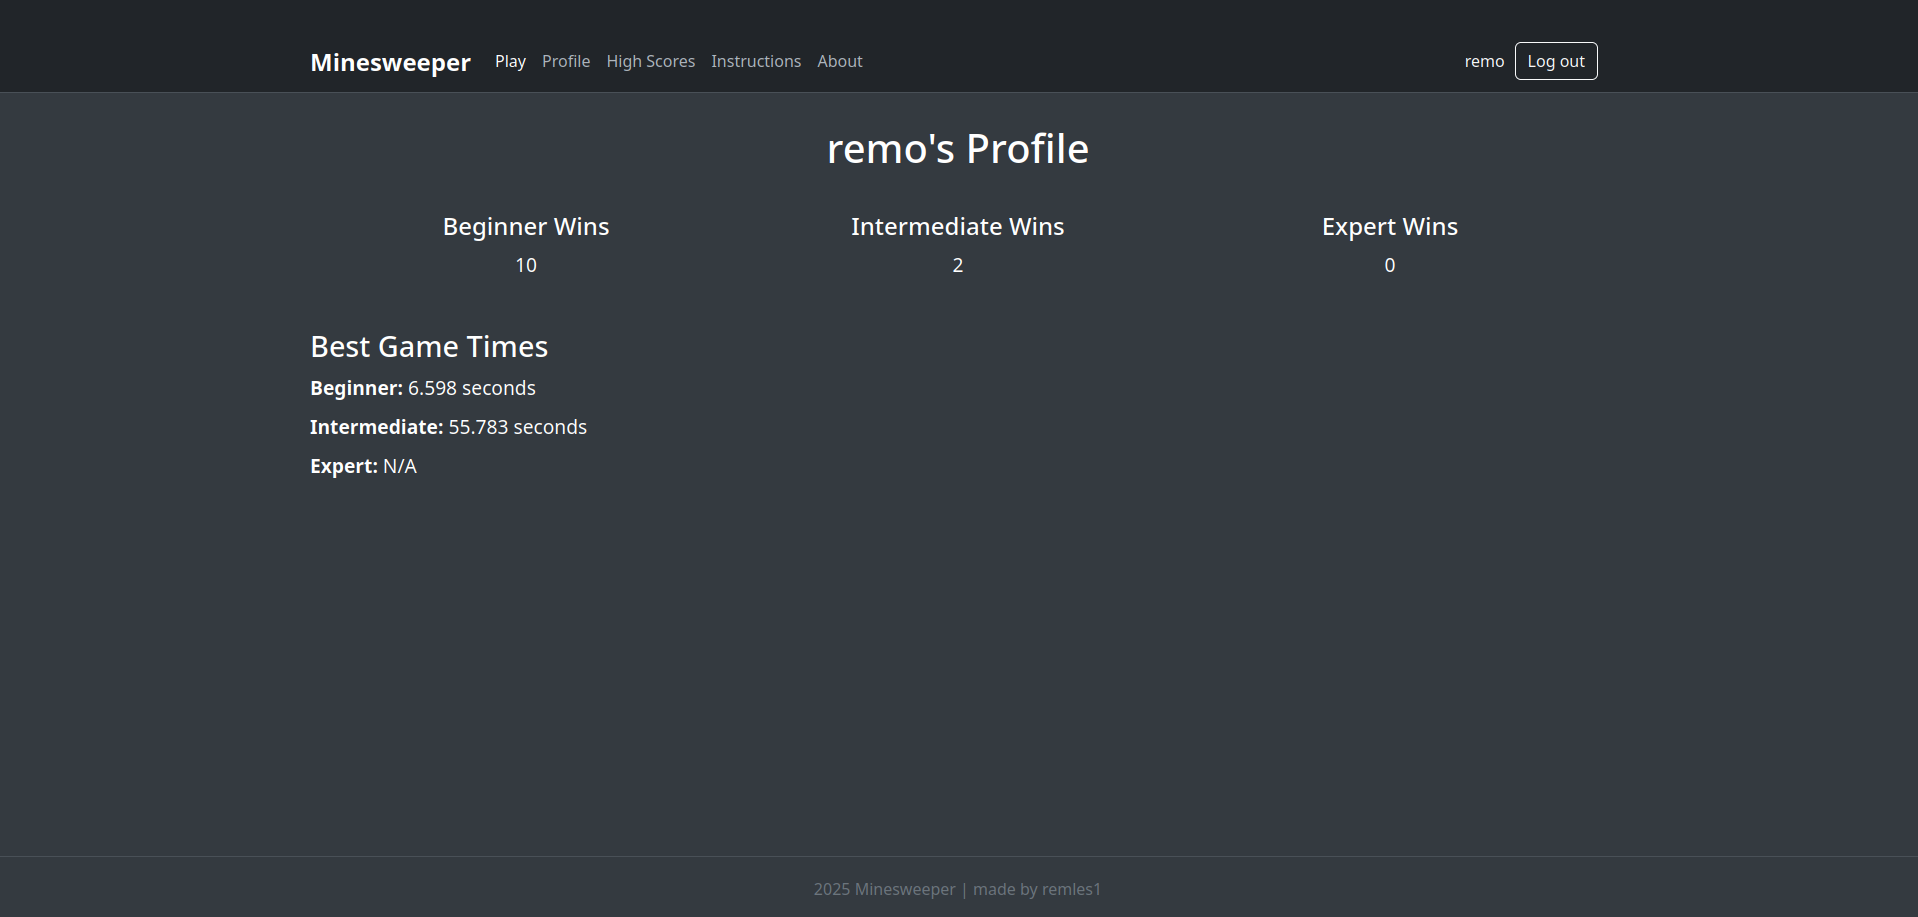 Minesweeper Play Profile High Scores Instructions About remo Log out
remo's Profile
Beginner Wins Intermediate Wins Expert Wins
10 2 0
Best Game Times
Beginner: 6.598 seconds
Intermediate: 55.783 seconds
Expert: N/A
2025 Minesweeper | made by remles1